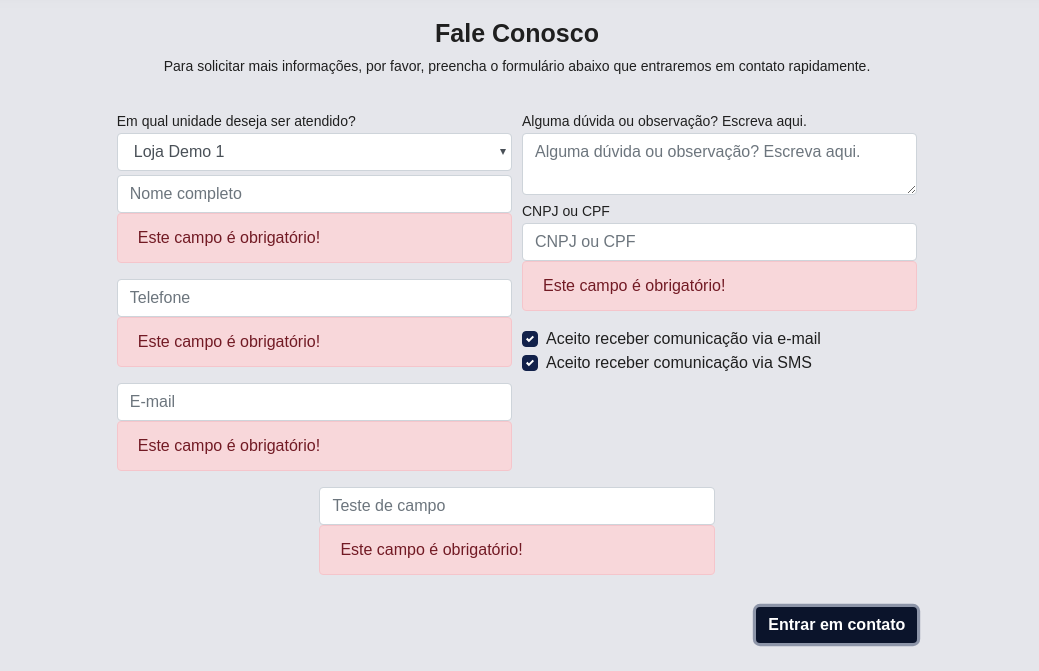 Fale Conosco
Para solicitar mais informações, por favor, preencha o formulário abaixo que entraremos em contato rapidamente.
Em qual unidade deseja ser atendido?
Loja Demo 1
Nome completo
Este campo é obrigatório!
Telefone
Este campo é obrigatório!
E-mail
Este campo é obrigatório!
Alguma dúvida ou observação? Escreva aqui.
Alguma dúvida ou observação? Escreva aqui.
CNPJ ou CPF
CNPJ ou CPF
Este campo é obrigatório!
Aceito receber comunicação via e-mail
Aceito receber comunicação via SMS
Teste de campo
Este campo é obrigatório!
Entrar em contato